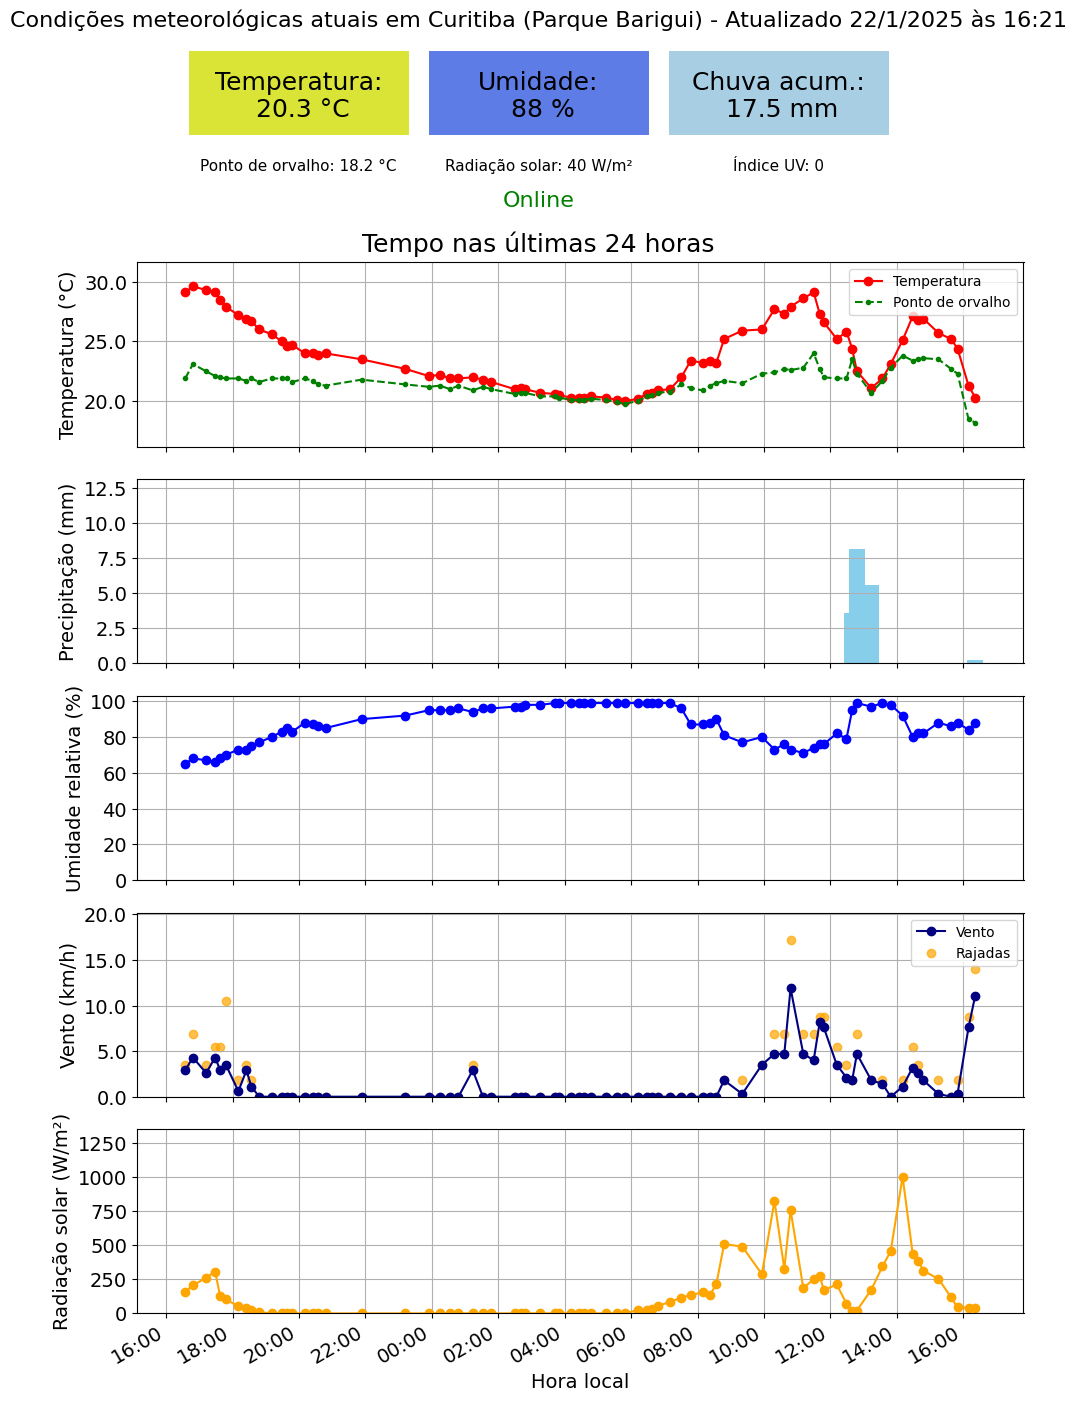 Condições meteorológicas atuais em Curitiba (Parque Barigui) - Atualizado 22/1/2025 às 16:21
Temperatura:
20.3 °C
Umidade:
88 %
Chuva acum.:
17.5 mm
Ponto de orvalho: 18.2 °C
Radiação solar: 40 W/m²
Índice UV: 0
Online
Tempo nas últimas 24 horas
Temperatura (°C)
30.0
25.0
20.0
Temperatura
Ponto de orvalho
Precipitação (mm)
12.5
10.0
7.5
5.0
2.5
0.0
Umidade relativa (%)
100
80
60
40
20
0
Vento (km/h)
20.0
15.0
10.0
5.0
0.0
Vento
Rajadas
Radiação solar (W/m²)
1250
1000
750
500
250
0
16:00
18:00
20:00
22:00
00:00
02:00
04:00
06:00
08:00
10:00
12:00
14:00
16:00
Hora local